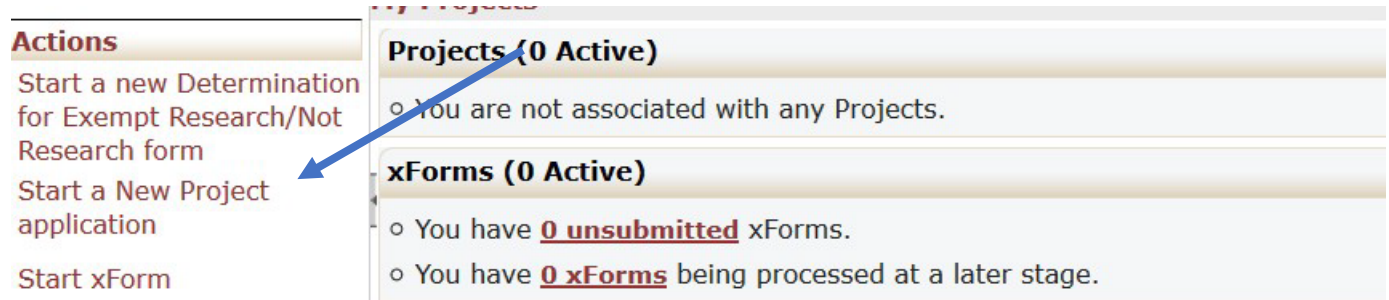 My Projects
Actions
Start a new Determination
for Exempt Research/Not
Research form
Start a New Project
application
Start xForm
Projects (0 Active)
You are not associated with any Projects.
xForms (0 Active)
You have 0 unsubmitted xForms.
You have 0 xForms being processed at a later stage.